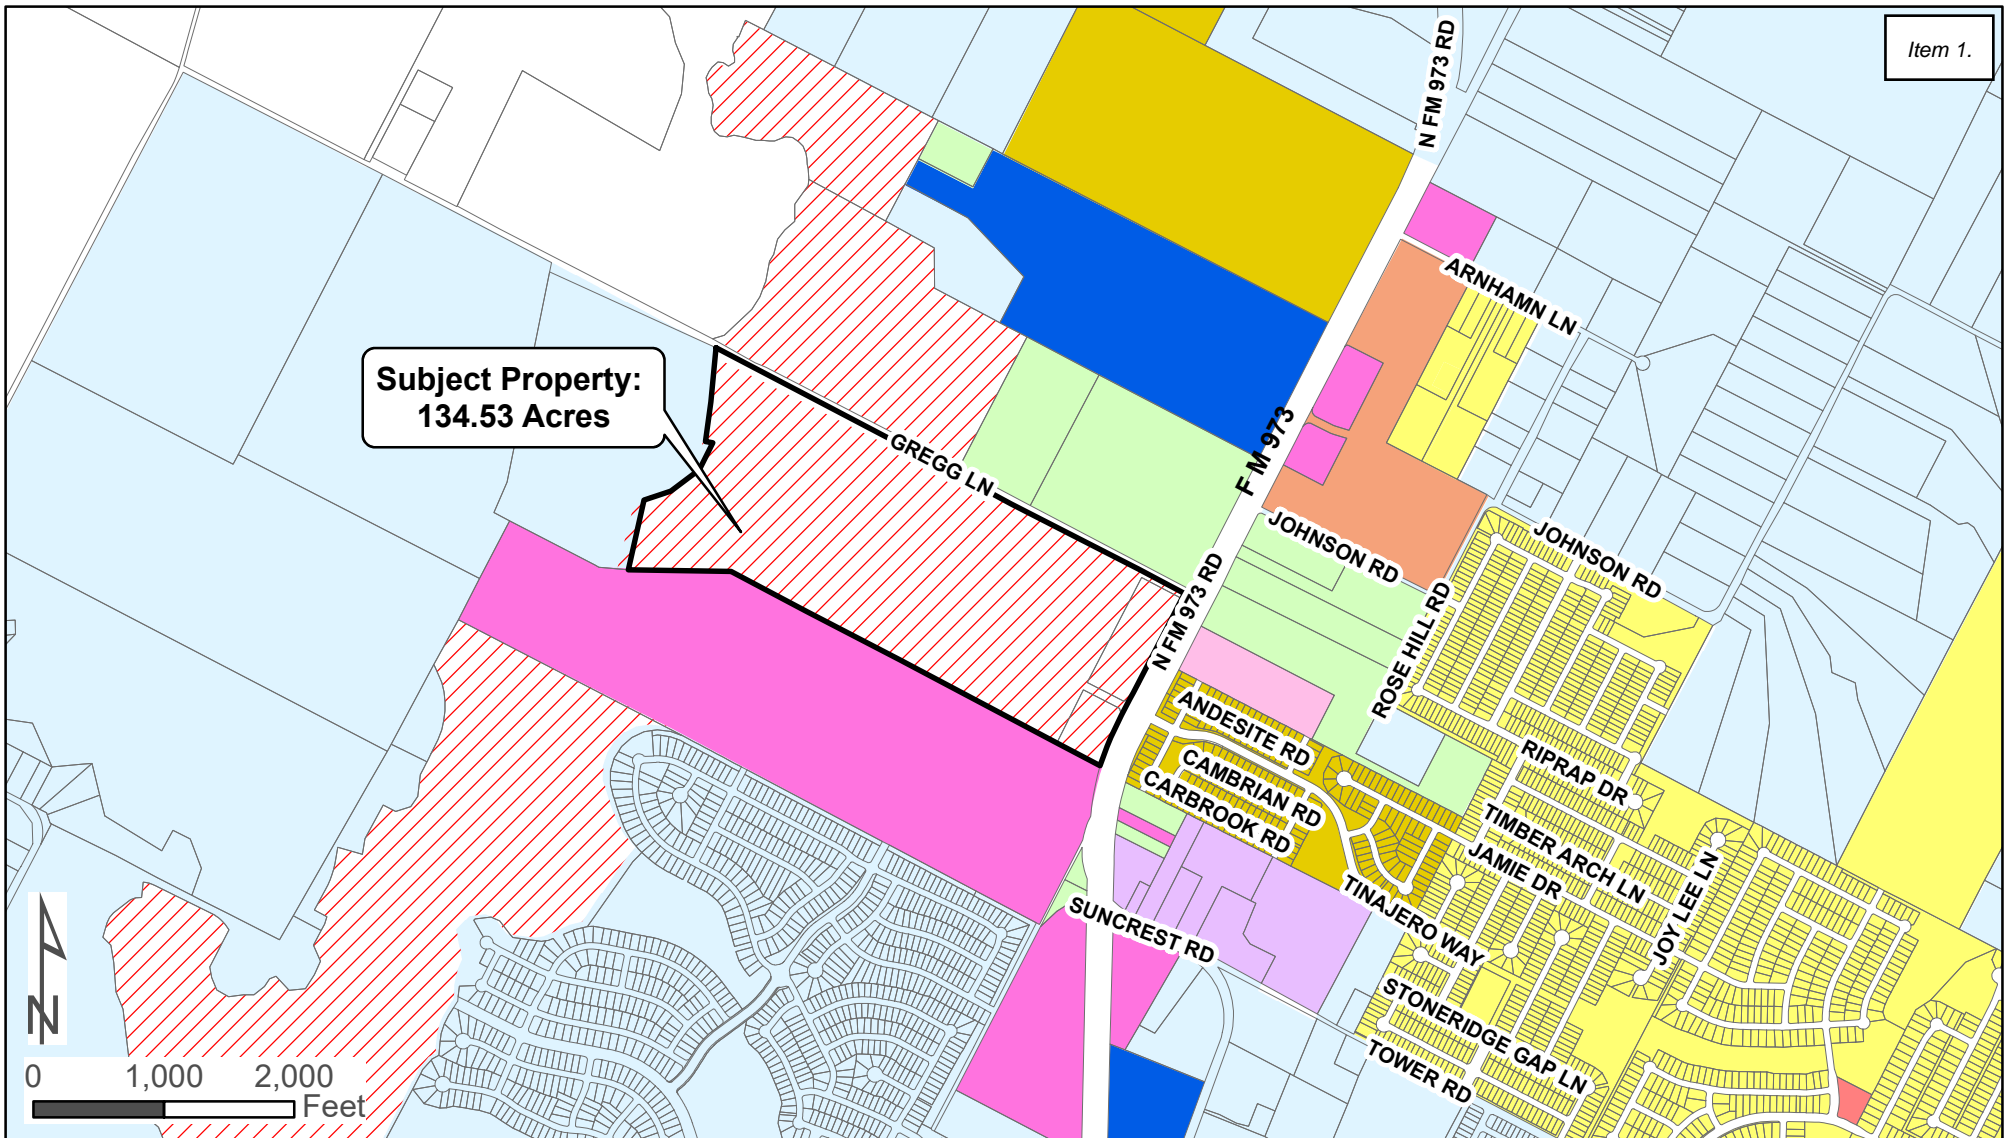 Item 1.
N FM 973 RD
ARNHAMN LN
Subject Property:
134.53 Acres
GREGG LN
F M 973
JOHNSON RD
JOHNSON RD
N FM 973 RD
ROSE HILL RD
ANDESITE RD
CAMBRIAN RD
CARBROOK RD
RIPRAP DR
TIMBER ARCH LN
JAMIE DR
JOY LEE LN
TINAJERO WAY
SUNCREST RD
STONERIDGE GAP LN
TOWER RD
N
0 1,000 2,000
Feet